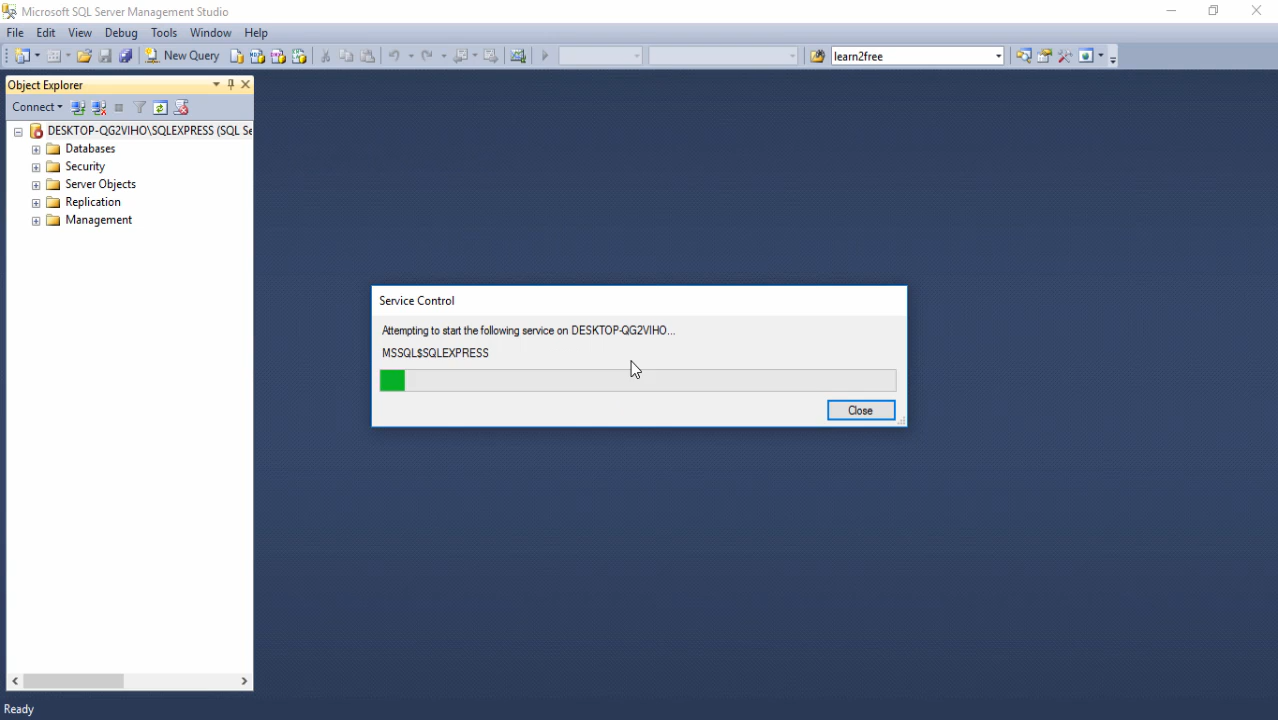 Microsoft SQL Server Management Studio
File Edit View Debug Tools Window Help
New Query learn2free
Object Explorer
Connect
DESKTOP-QG2VIHO\SQLEXPRESS (SQL Se
Databases
Security
Server Objects
Replication
Management
Service Control
Attempting to start the following service on DESKTOP-QG2VIHO...
MSSQL$SQLEXPRESS
Close
Ready